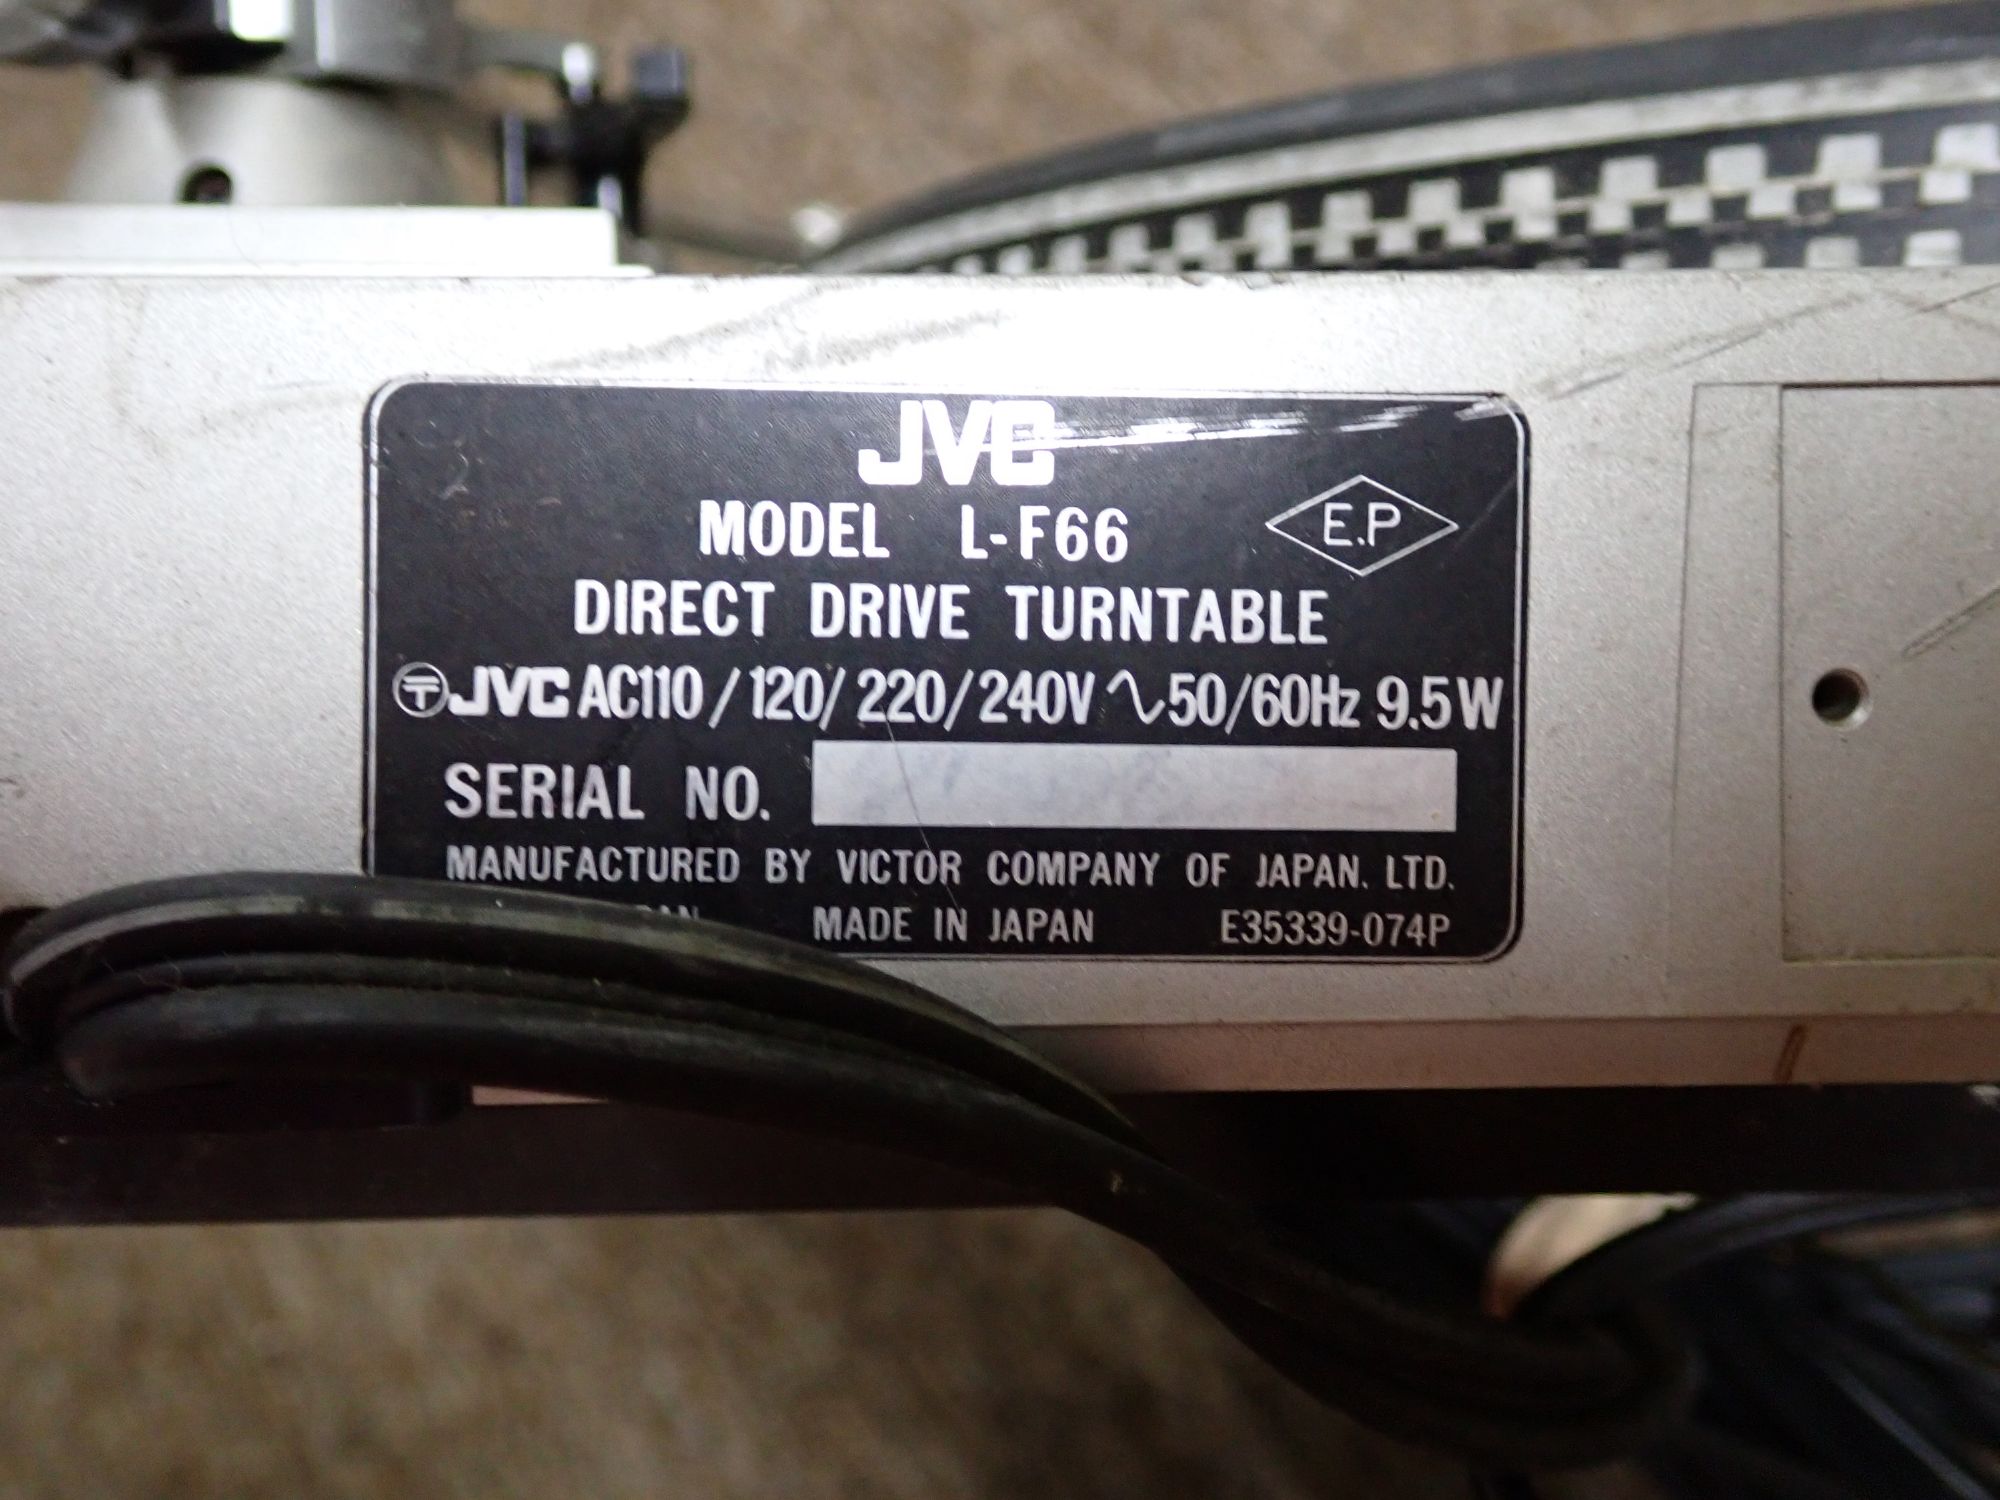 JVC
MODEL L-F66
E.P
DIRECT DRIVE TURNTABLE
〶 JVC AC110/120/220/240V ∿50/60Hz 9.5W
SERIAL NO.
MANUFACTURED BY VICTOR COMPANY OF JAPAN. LTD.
MADE IN JAPAN E35339-074P